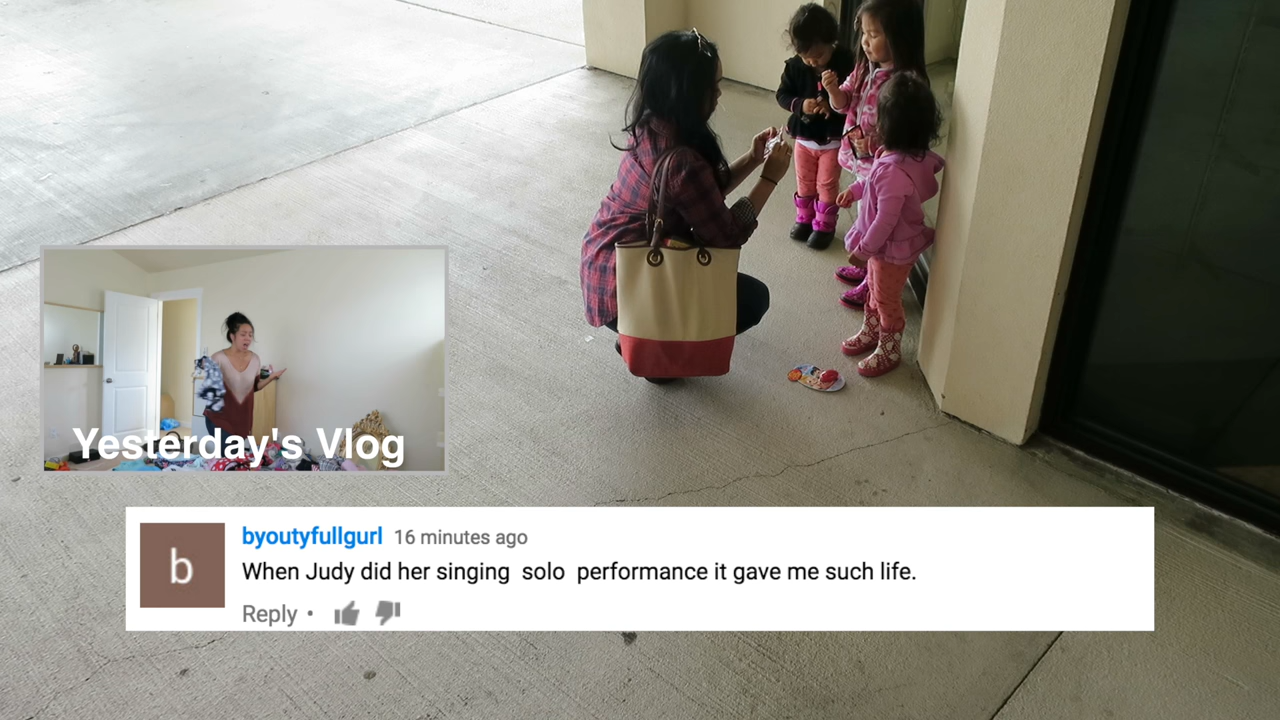 Yesterday's Vlog
b
byoutyfullgurl 16 minutes ago
When Judy did her singing  solo  performance it gave me such life.
Reply •